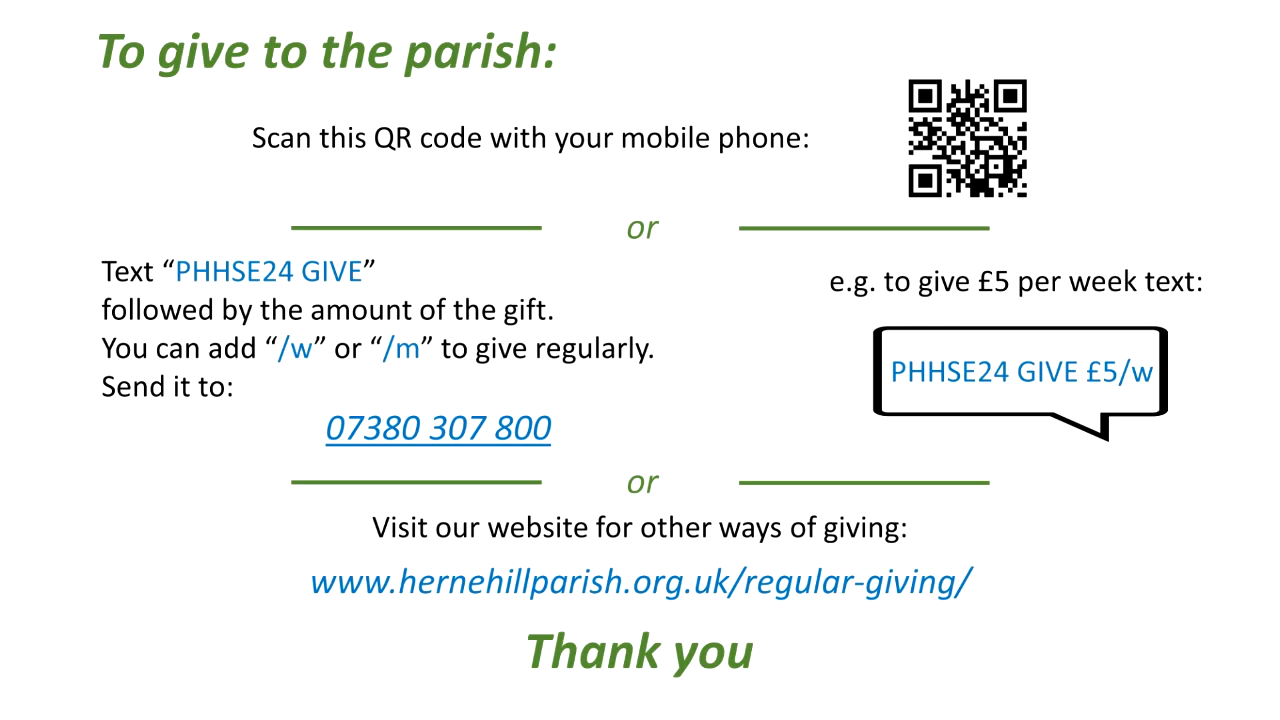 To give to the parish:
Scan this QR code with your mobile phone:
or
Text “PHHSE24 GIVE”
followed by the amount of the gift.
You can add “/w” or “/m” to give regularly.
Send it to:
07380 307 800
e.g. to give £5 per week text:
PHHSE24 GIVE £5/w
or
Visit our website for other ways of giving:
www.hernehillparish.org.uk/regular-giving/
Thank you